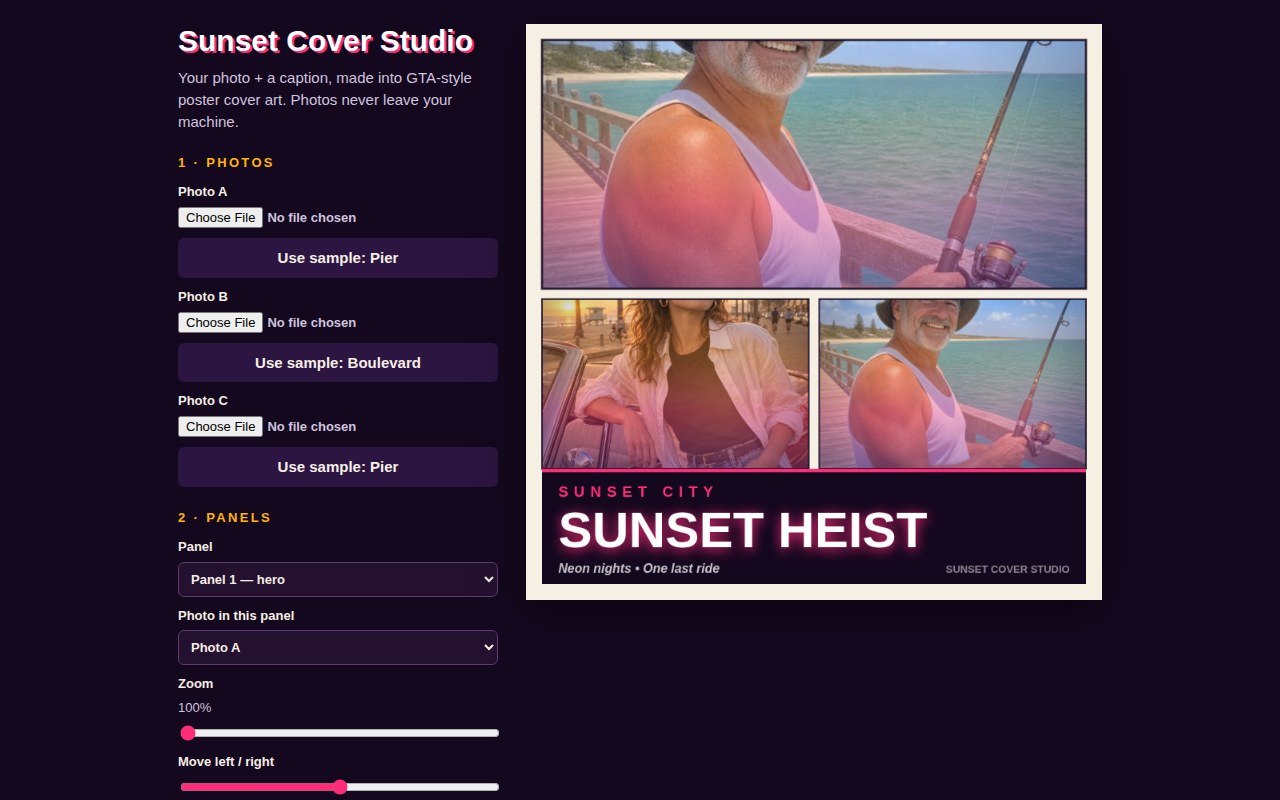 Sunset Cover Studio
Your photo + a caption, made into GTA-style
poster cover art. Photos never leave your
machine.
1 · PHOTOS
Photo A
Choose File No file chosen
Use sample: Pier
Photo B
Choose File No file chosen
Use sample: Boulevard
Photo C
Choose File No file chosen
Use sample: Pier
2 · PANELS
Panel
Panel 1 — hero
Photo in this panel
Photo A
Zoom
100%
Move left / right
SUNSET CITY
SUNSET HEIST
Neon nights • One last ride
SUNSET COVER STUDIO